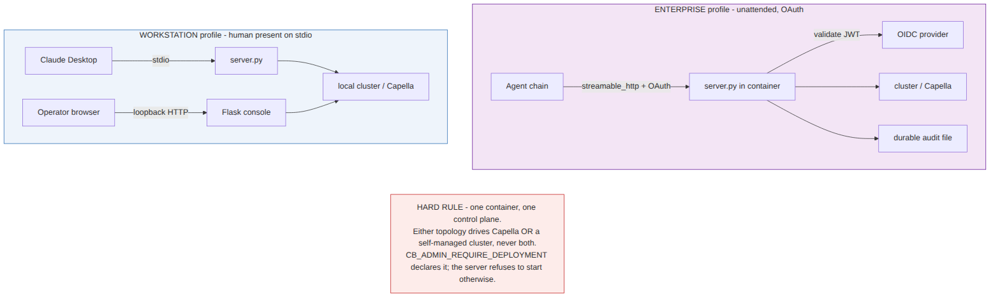 WORKSTATION profile - human present on stdio
Claude Desktop
stdio
server.py
local cluster / Capella
Operator browser
loopback HTTP
Flask console
ENTERPRISE profile - unattended, OAuth
validate JWT
OIDC provider
Agent chain
streamable_http + OAuth
server.py in container
cluster / Capella
durable audit file
HARD RULE - one container, one
control plane.
Either topology drives Capella OR a
self-managed cluster, never both.
CB_ADMIN_REQUIRE_DEPLOYMENT
declares it; the server refuses to start
otherwise.